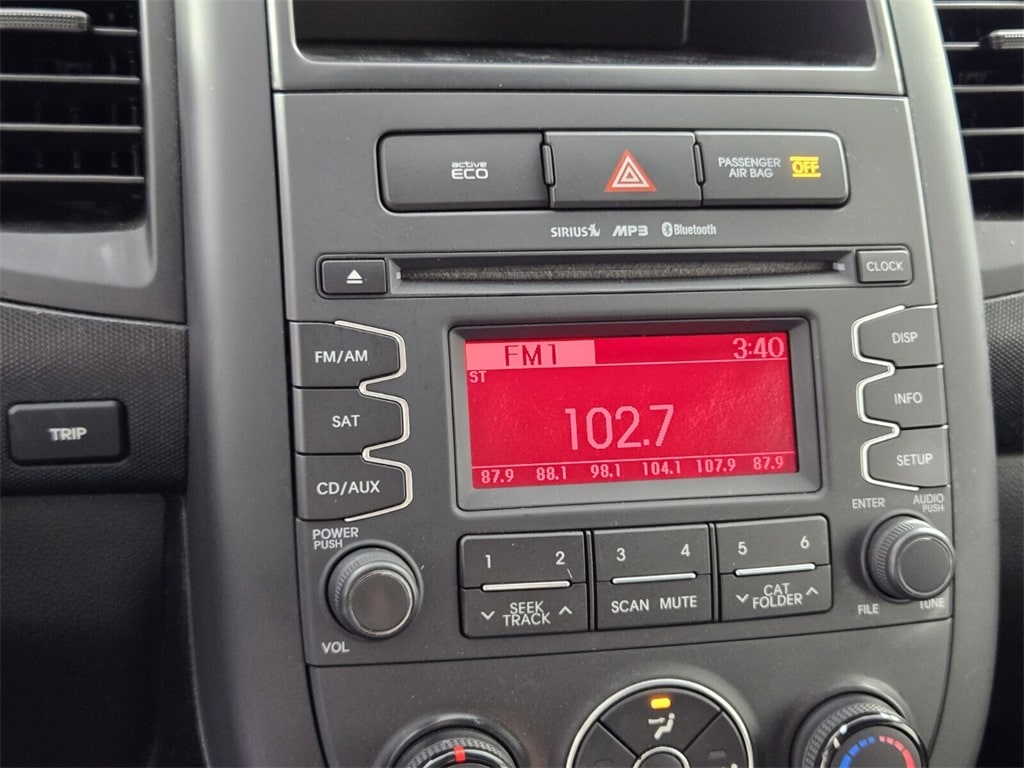 active
ECO
PASSENGER
AIR BAG
OFF
SIRIUS MP3 Bluetooth
CLOCK
FM/AM
SAT
CD/AUX
TRIP
FM1 3:40
ST
102.7
87.9 88.1 98.1 104.1 107.9 87.9
DISP
INFO
SETUP
POWER
PUSH
VOL
1 2
SEEK
TRACK
3 4
SCAN MUTE
5 6
CAT
FOLDER
ENTER
AUDIO
PUSH
FILE
TUNE